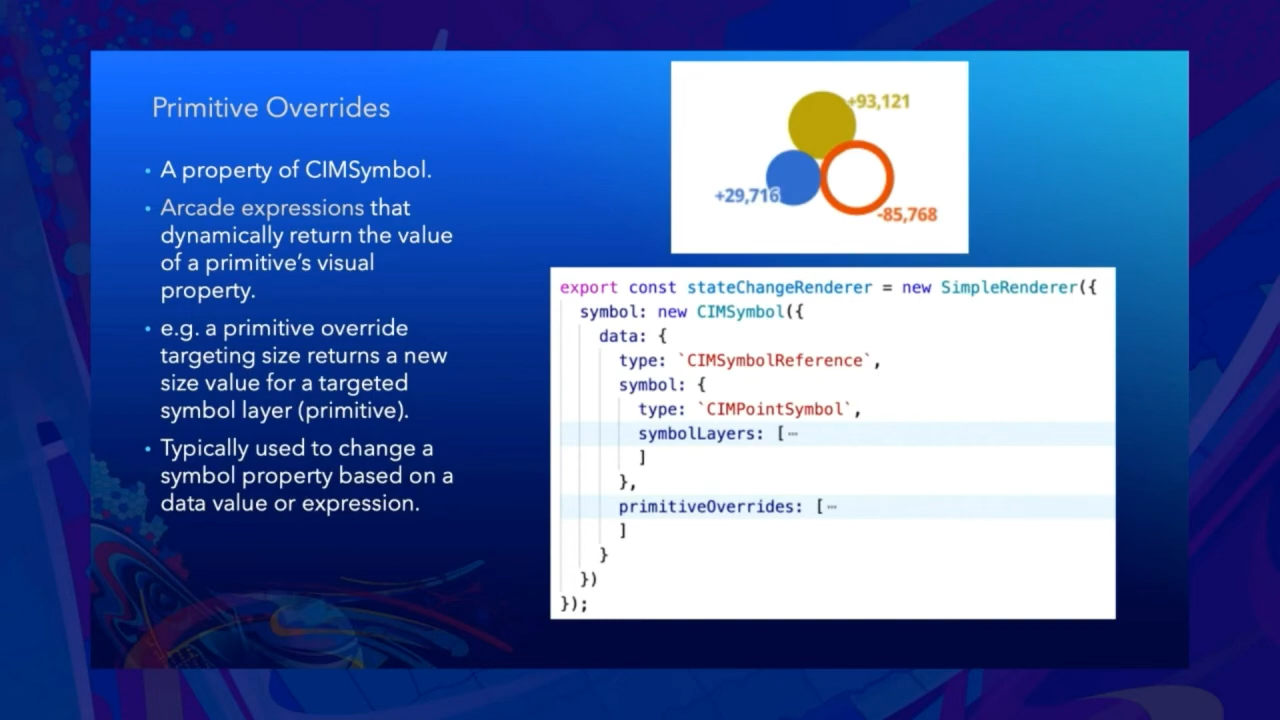 Primitive Overrides
• A property of CIMSymbol.
• Arcade expressions that
dynamically return the value
of a primitive’s visual
property.
• e.g. a primitive override
targeting size returns a new
size value for a targeted
symbol layer (primitive).
• Typically used to change a
symbol property based on a
data value or expression.
+93,121
+29,716
-85,768
export const stateChangeRenderer = new SimpleRenderer({
symbol: new CIMSymbol({
data: {
type: `CIMSymbolReference`,
symbol: {
type: `CIMPointSymbol`,
symbolLayers: [⋯
]
},
primitiveOverrides: [⋯
]
}
})
});